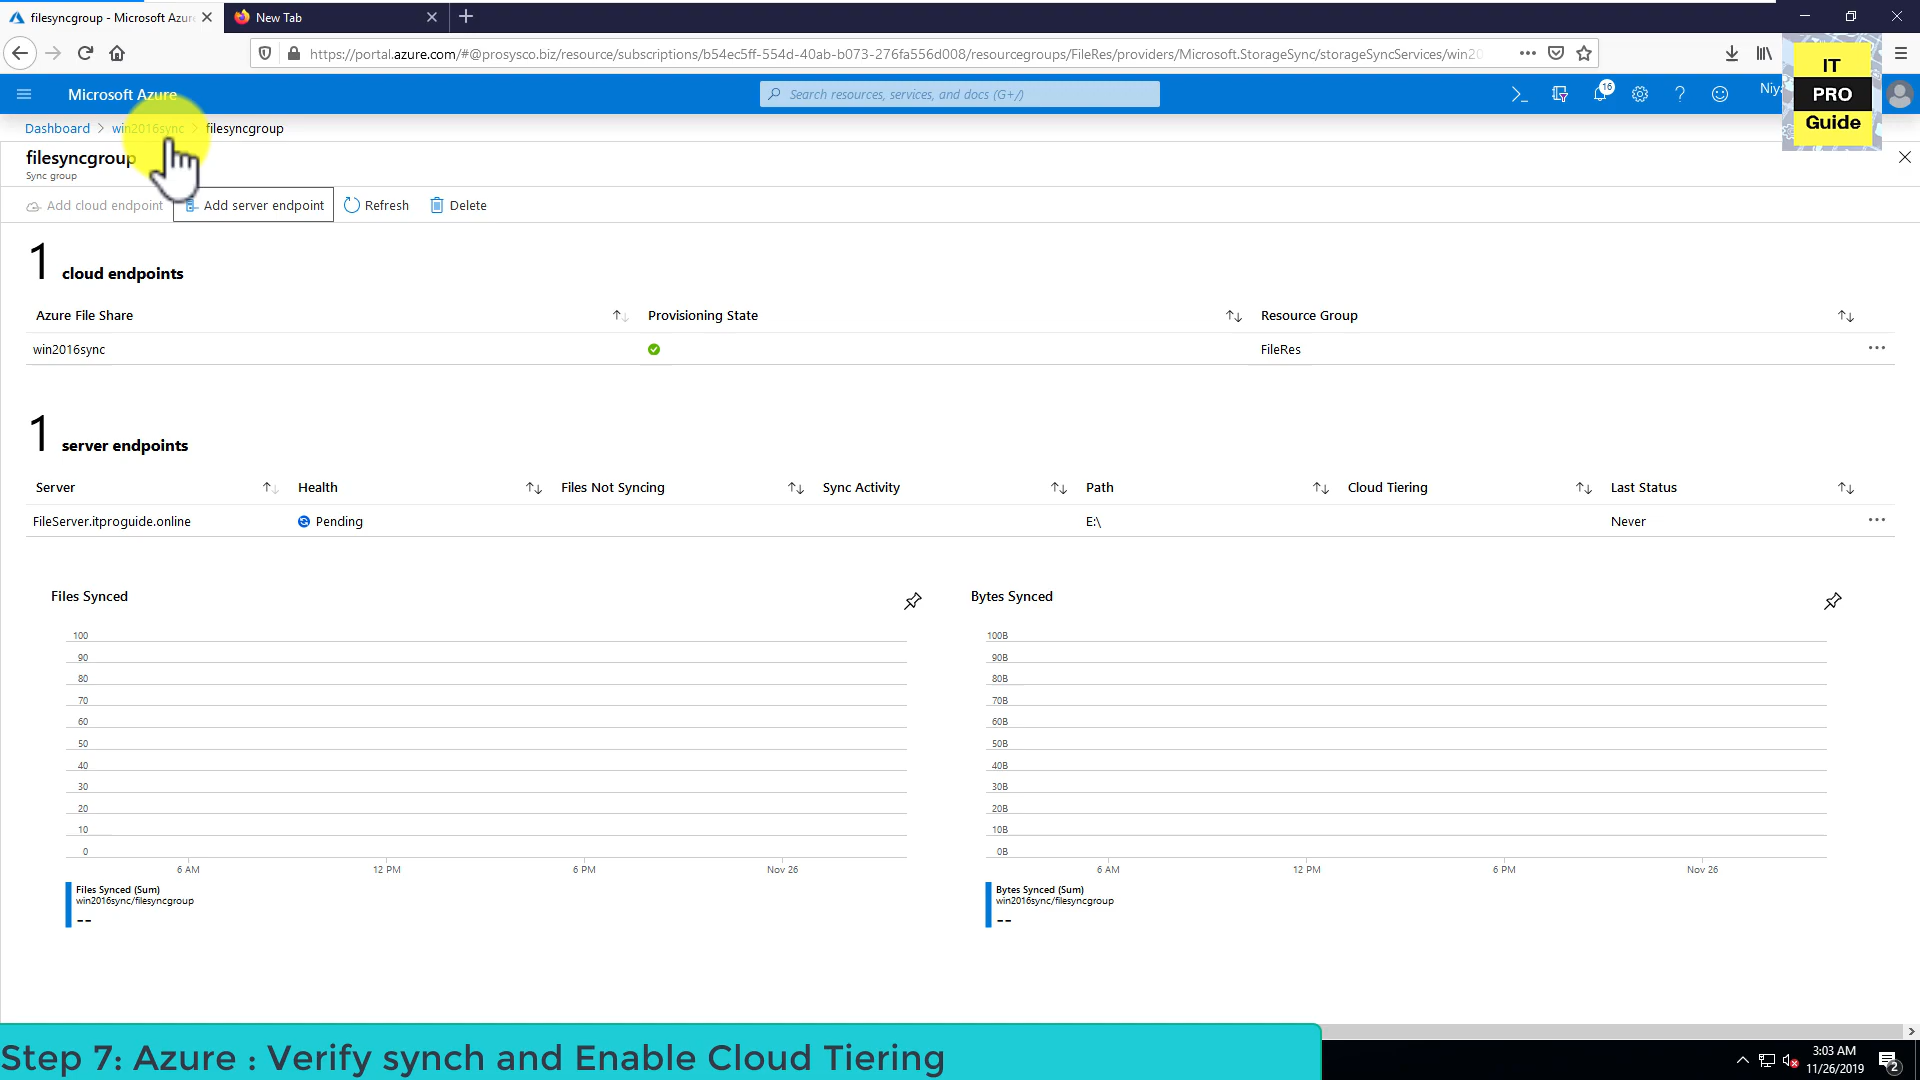 filesyncgroup - Microsoft Azur
New Tab
https://portal.azure.com/#@prosysco.biz/resource/subscriptions/b54ec5ff-554d-40ab-b073-276fa556d008/resourcegroups/FileRes/providers/Microsoft.StorageSync/storageSyncServices/win20
Microsoft Azure
Search resources, services, and docs (G+/)
16
Niy
IT
PRO
Guide
Dashboard > win2016sync > filesyncgroup
filesyncgroup
Sync group
Add cloud endpoint
Add server endpoint
Refresh
Delete
1 cloud endpoints
Azure File Share
Provisioning State
Resource Group
win2016sync
FileRes
1 server endpoints
Server
Health
Files Not Syncing
Sync Activity
Path
Cloud Tiering
Last Status
FileServer.itproguide.online
Pending
E:\
Never
Files Synced
100
90
80
70
60
50
40
30
20
10
0
6 AM
12 PM
6 PM
Nov 26
Files Synced (Sum)
win2016sync/filesyncgroup
--
Bytes Synced
100B
90B
80B
70B
60B
50B
40B
30B
20B
10B
0B
6 AM
12 PM
6 PM
Nov 26
Bytes Synced (Sum)
win2016sync/filesyncgroup
--
Step 7: Azure : Verify synch and Enable Cloud Tiering
3:03 AM
11/26/2019
2